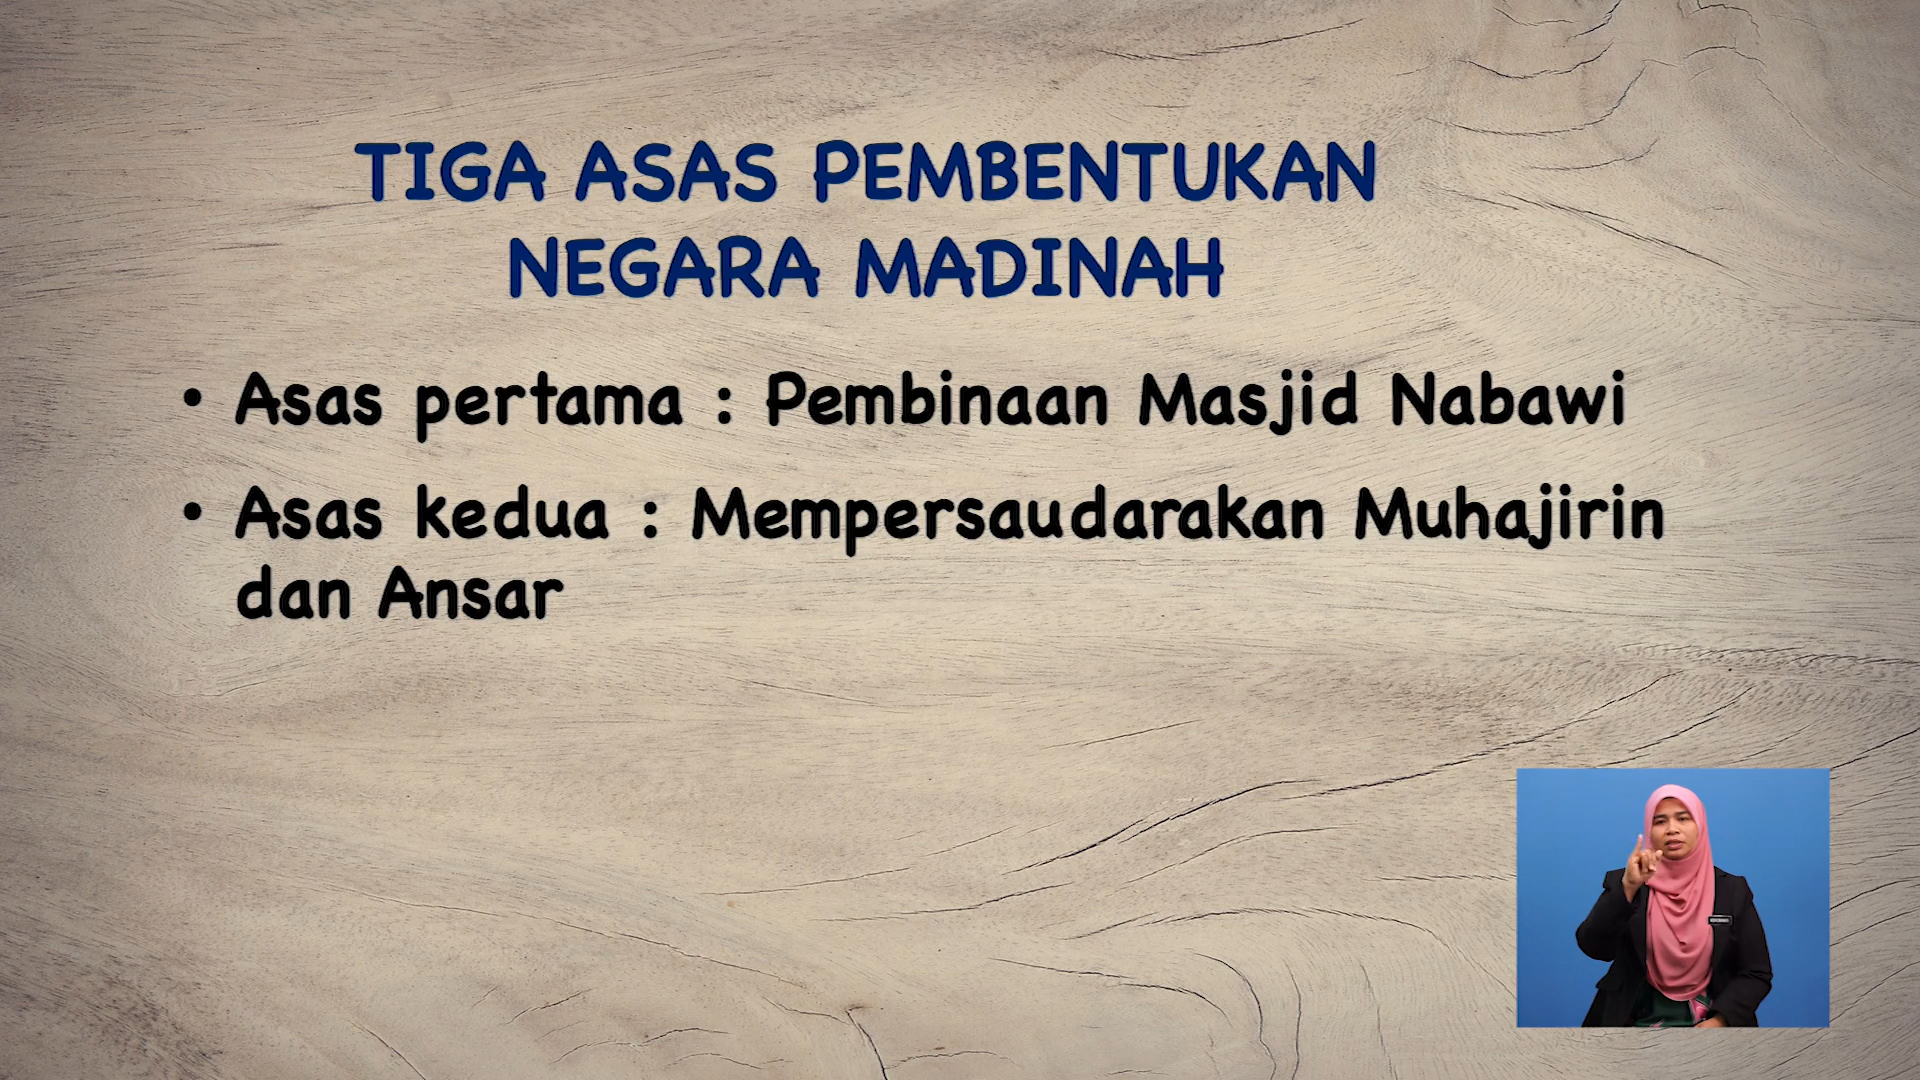 TIGA ASAS PEMBENTUKAN
NEGARA MADINAH
• Asas pertama : Pembinaan Masjid Nabawi
• Asas kedua : Mempersaudarakan Muhajirin
dan Ansar